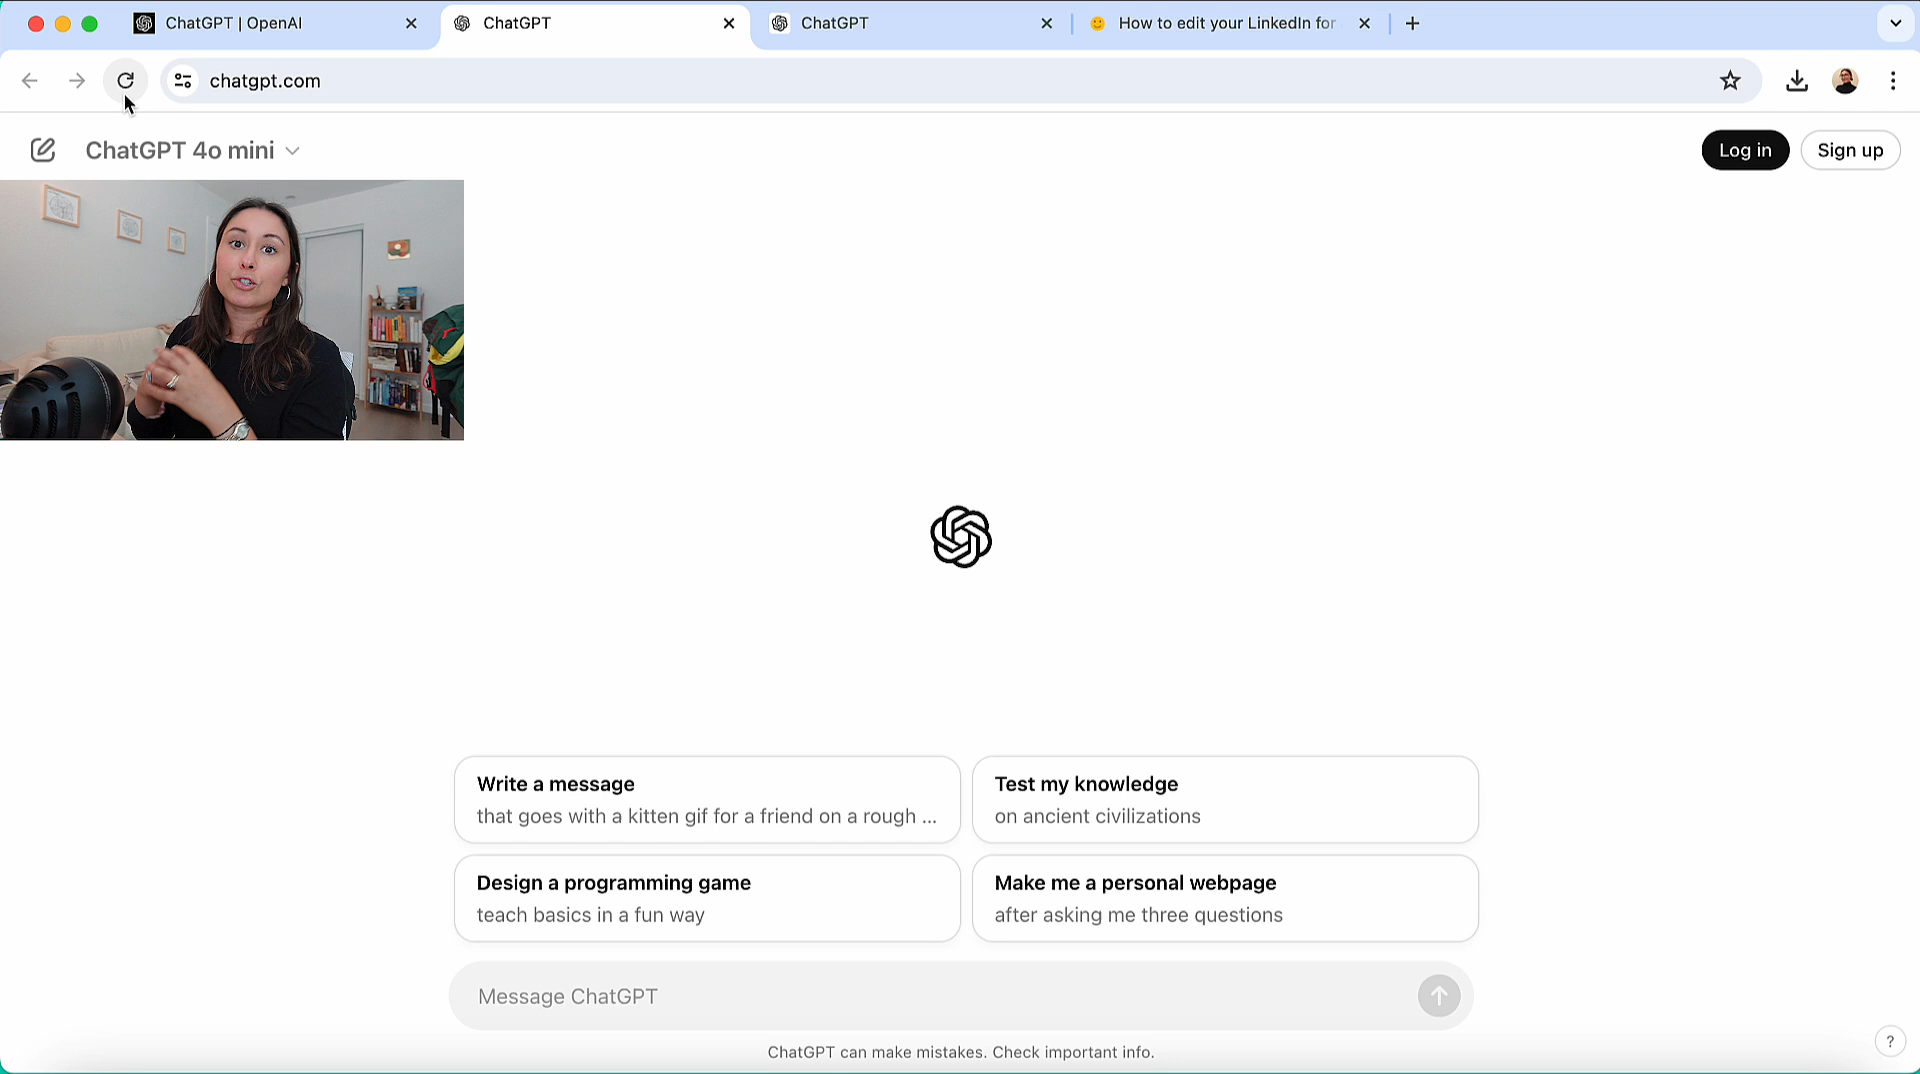 ChatGPT | OpenAI
ChatGPT
ChatGPT
How to edit your LinkedIn for
chatgpt.com
ChatGPT 4o mini
Log in
Sign up
Write a message
that goes with a kitten gif for a friend on a rough ...
Test my knowledge
on ancient civilizations
Design a programming game
teach basics in a fun way
Make me a personal webpage
after asking me three questions
Message ChatGPT
ChatGPT can make mistakes. Check important info.
?